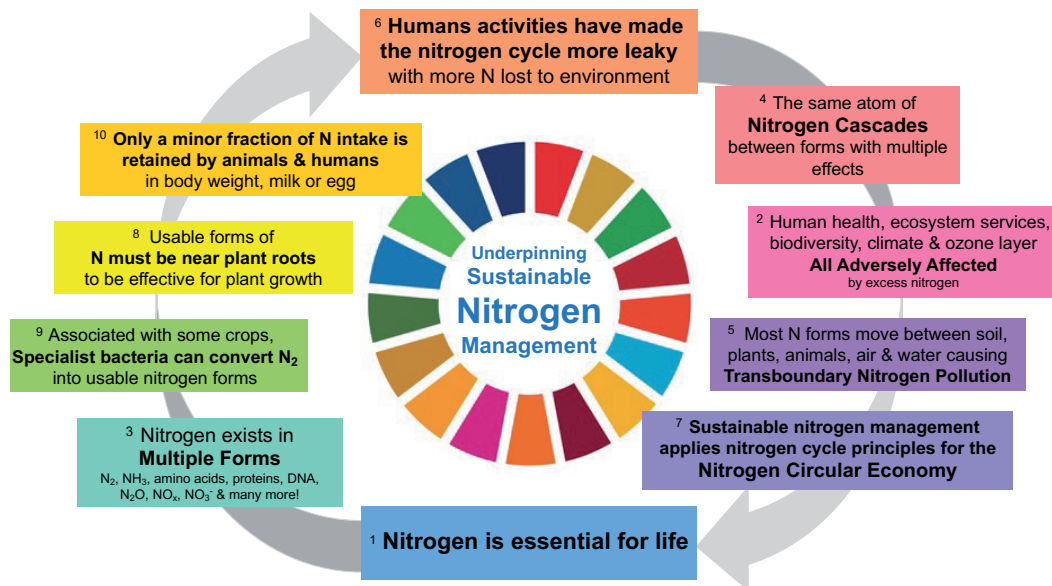 ⁶ Humans activities have made
the nitrogen cycle more leaky
with more N lost to environment
⁴ The same atom of
Nitrogen Cascades
between forms with multiple
effects
² Human health, ecosystem services,
biodiversity, climate & ozone layer
All Adversely Affected
by excess nitrogen
⁵ Most N forms move between soil,
plants, animals, air & water causing
Transboundary Nitrogen Pollution
⁷ Sustainable nitrogen management
applies nitrogen cycle principles for the
Nitrogen Circular Economy
¹ Nitrogen is essential for life
³ Nitrogen exists in
Multiple Forms
N₂, NH₃, amino acids, proteins, DNA,
N₂O, NOₓ, NO₃⁻ & many more!
⁹ Associated with some crops,
Specialist bacteria can convert N₂
into usable nitrogen forms
⁸ Usable forms of
N must be near plant roots
to be effective for plant growth
¹⁰ Only a minor fraction of N intake is
retained by animals & humans
in body weight, milk or egg
Underpinning
Sustainable
Nitrogen
Management